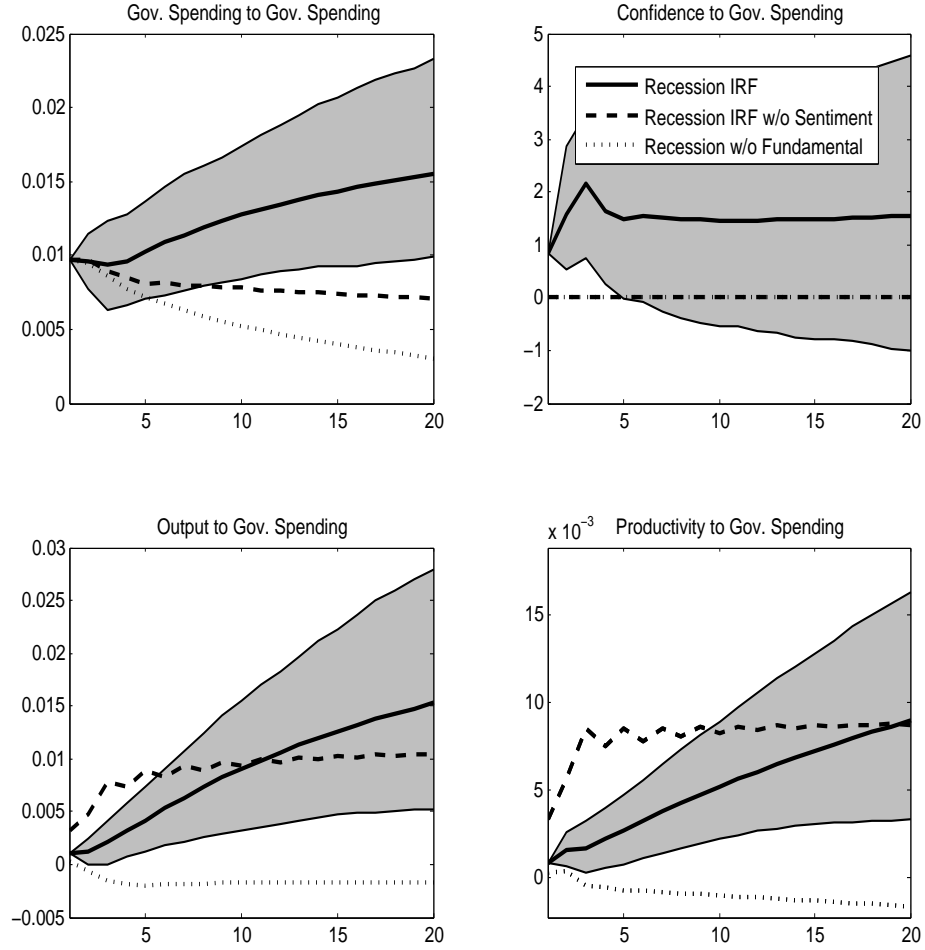 Gov. Spending to Gov. Spending
0.025
0.02
0.015
0.01
0.005
0
5 10 15 20
Confidence to Gov. Spending
5
4
3
2
1
0
−1
−2
5 10 15 20
Recession IRF
Recession IRF w/o Sentiment
Recession w/o Fundamental
Output to Gov. Spending
0.03
0.025
0.02
0.015
0.01
0.005
0
−0.005
5 10 15 20
x 10⁻³
Productivity to Gov. Spending
15
10
5
0
5 10 15 20